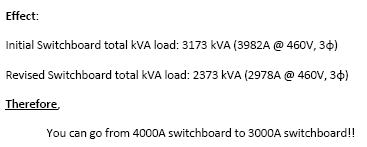 Effect:
Initial Switchboard total kVA load: 3173 kVA (3982A @ 460V, 3ϕ)
Revised Switchboard total kVA load: 2373 kVA (2978A @ 460V, 3ϕ)
Therefore,
You can go from 4000A switchboard to 3000A switchboard!!